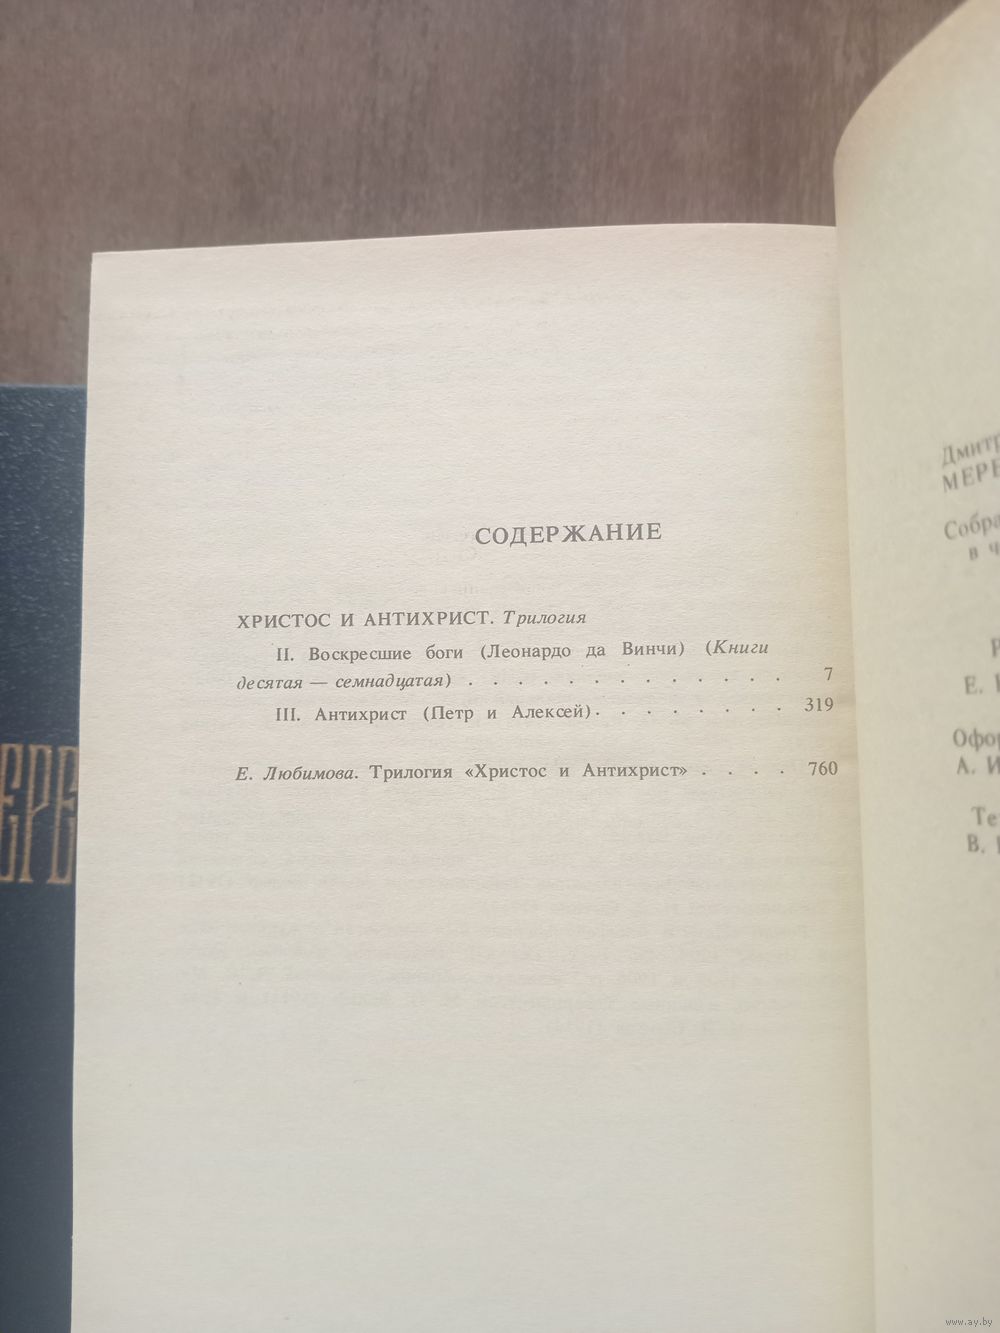 СОДЕРЖАНИЕ
ХРИСТОС И АНТИХРИСТ. Трилогия
II. Воскресшие боги (Леонардо да Винчи) (Книги
десятая — семнадцатая) . . . . . . . . . . . . . 7
III. Антихрист (Петр и Алексей). . . . . . . . 319
Е. Любимова. Трилогия «Христос и Антихрист» . . . . 760
ЕРЕ
Дмитр
МЕРЕ
Собра
в ч
Е.
Офор
А. И
Те
В.
www.ay.by